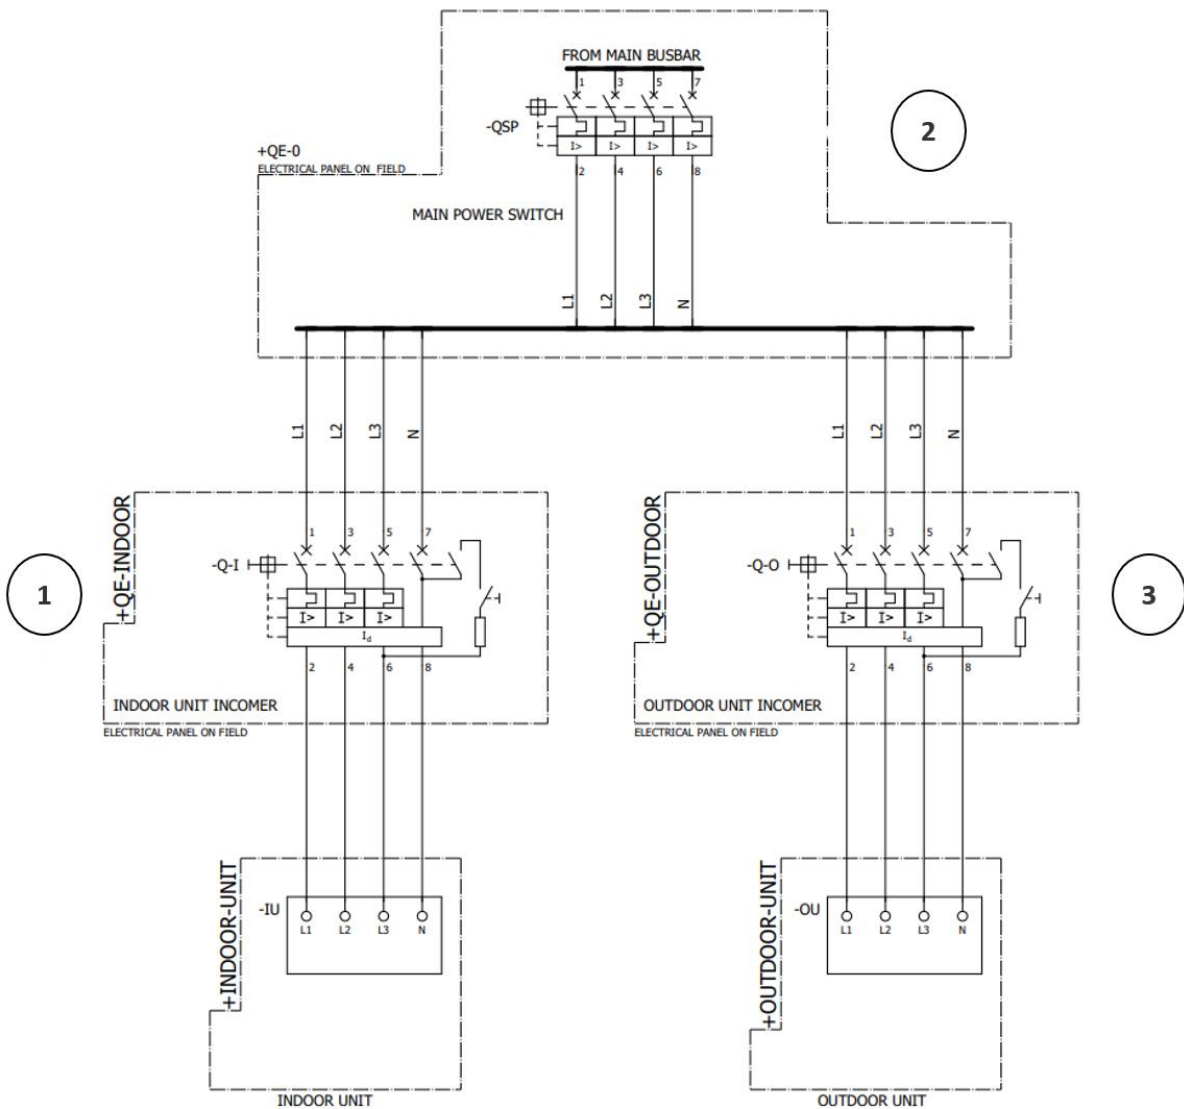 FROM MAIN BUSBAR
1 3 5 7
-QSP
I> I> I> I>
2 4 6 8
2
+QE-0
ELECTRICAL PANEL ON FIELD
MAIN POWER SWITCH
L1 L2 L3 N
L1 L2 L3 N
L1 L2 L3 N
1
+QE-INDOOR
1 3 5 7
-Q-I
I> I> I>
Id
2 4 6 8
INDOOR UNIT INCOMER
ELECTRICAL PANEL ON FIELD
+QE-OUTDOOR
1 3 5 7
-Q-O
I> I> I>
Id
2 4 6 8
OUTDOOR UNIT INCOMER
ELECTRICAL PANEL ON FIELD
3
+INDOOR-UNIT
-IU
L1 L2 L3 N
INDOOR UNIT
+OUTDOOR-UNIT
-OU
L1 L2 L3 N
OUTDOOR UNIT